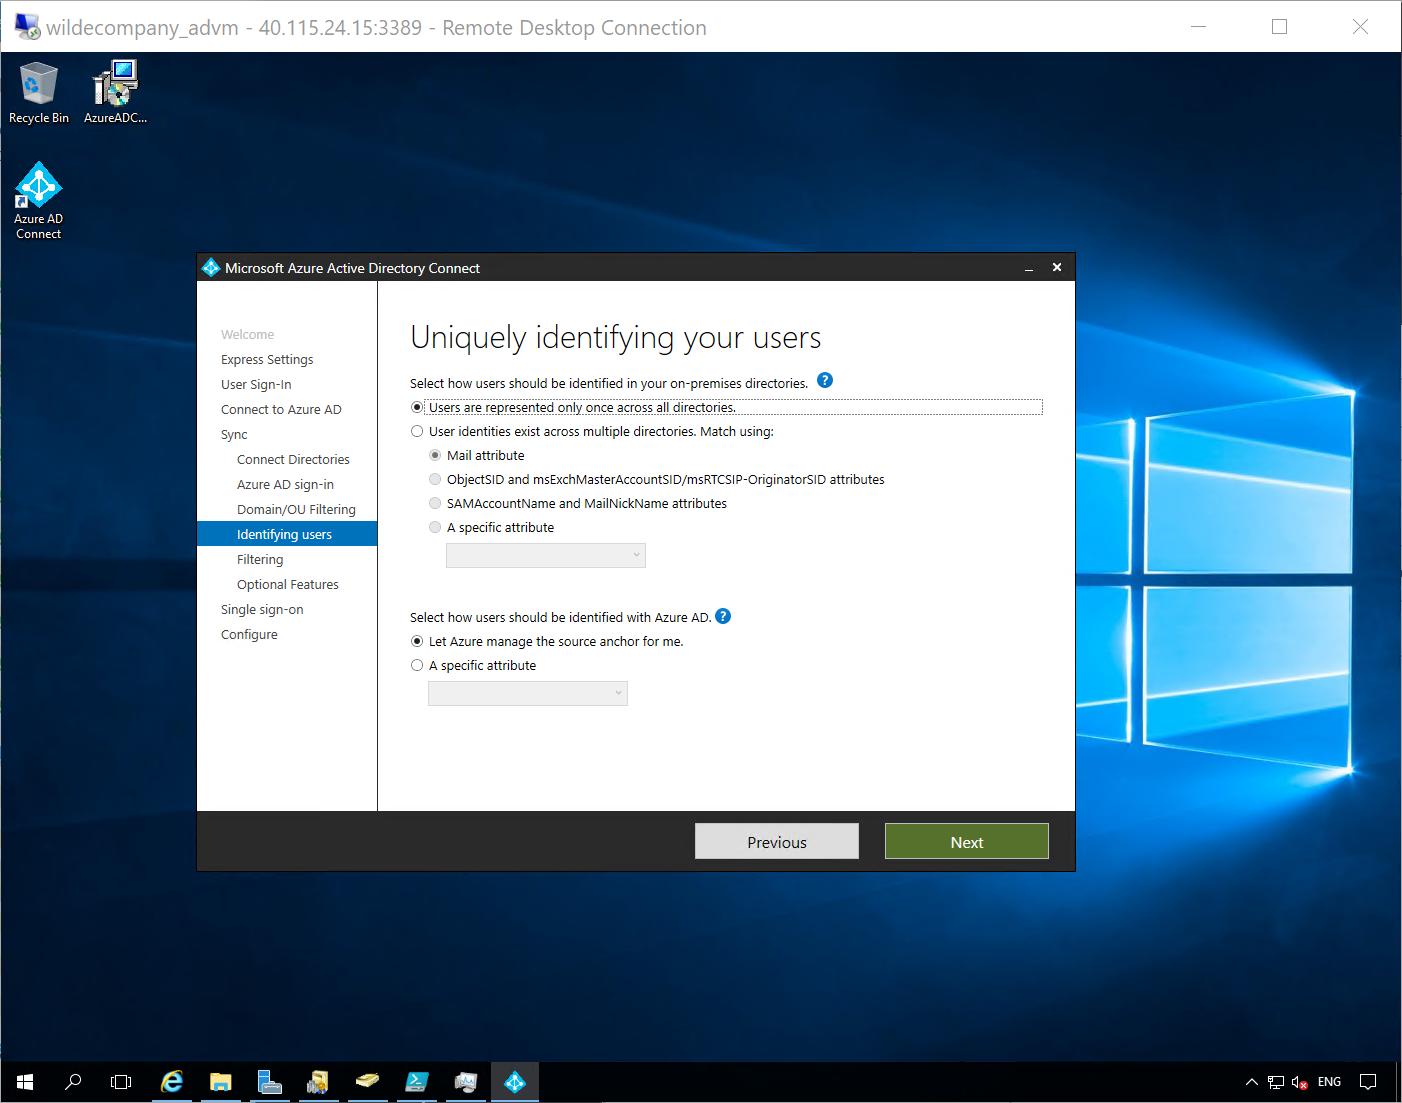 wildecompany_advm - 40.115.24.15:3389 - Remote Desktop Connection
Recycle Bin
AzureADC...
Azure AD
Connect
Microsoft Azure Active Directory Connect
Welcome
Express Settings
User Sign-In
Connect to Azure AD
Sync
Connect Directories
Azure AD sign-in
Domain/OU Filtering
Identifying users
Filtering
Optional Features
Single sign-on
Configure
Uniquely identifying your users
Select how users should be identified in your on-premises directories. ?
Users are represented only once across all directories.
User identities exist across multiple directories. Match using:
Mail attribute
ObjectSID and msExchMasterAccountSID/msRTCSIP-OriginatorSID attributes
SAMAccountName and MailNickName attributes
A specific attribute
Select how users should be identified with Azure AD. ?
Let Azure manage the source anchor for me.
A specific attribute
Previous
Next
ENG